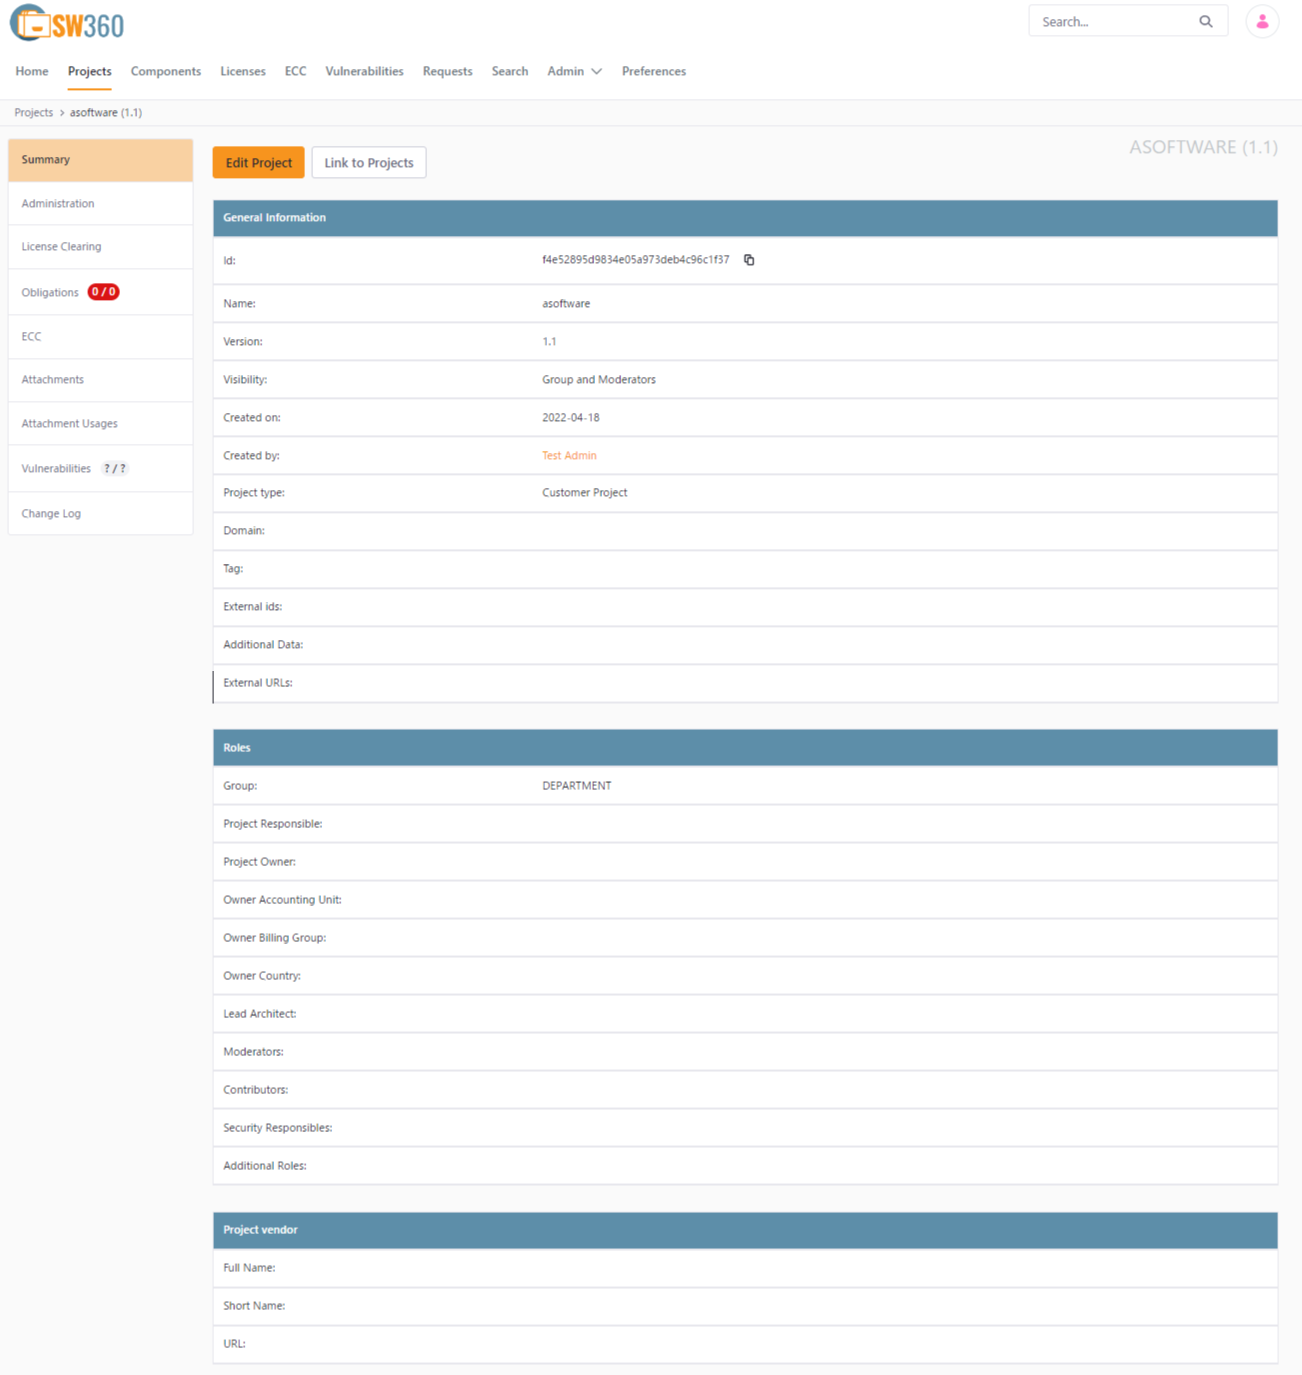 SW360
Search...
Home Projects Components Licenses ECC Vulnerabilities Requests Search Admin Preferences
Projects > asoftware (1.1)
ASOFTWARE (1.1)
Summary
Administration
License Clearing
Obligations 0 / 0
ECC
Attachments
Attachment Usages
Vulnerabilities ? / ?
Change Log
Edit Project Link to Projects
General Information
Id: f4e52895d9834e05a973deb4c96c1f37
Name: asoftware
Version: 1.1
Visibility: Group and Moderators
Created on: 2022-04-18
Created by: Test Admin
Project type: Customer Project
Domain:
Tag:
External ids:
Additional Data:
External URLs:
Roles
Group: DEPARTMENT
Project Responsible:
Project Owner:
Owner Accounting Unit:
Owner Billing Group:
Owner Country:
Lead Architect:
Moderators:
Contributors:
Security Responsibles:
Additional Roles:
Project vendor
Full Name:
Short Name:
URL: